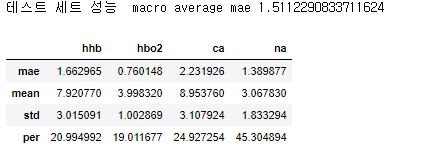 테스트 세트 성능 macro average mae 1.5112290833711624
hhb hbo2 ca na
mae 1.662965 0.760148 2.231926 1.389877
mean 7.920770 3.998320 8.953760 3.067830
std 3.015091 1.002869 3.107924 1.833294
per 20.994992 19.011677 24.927254 45.304894